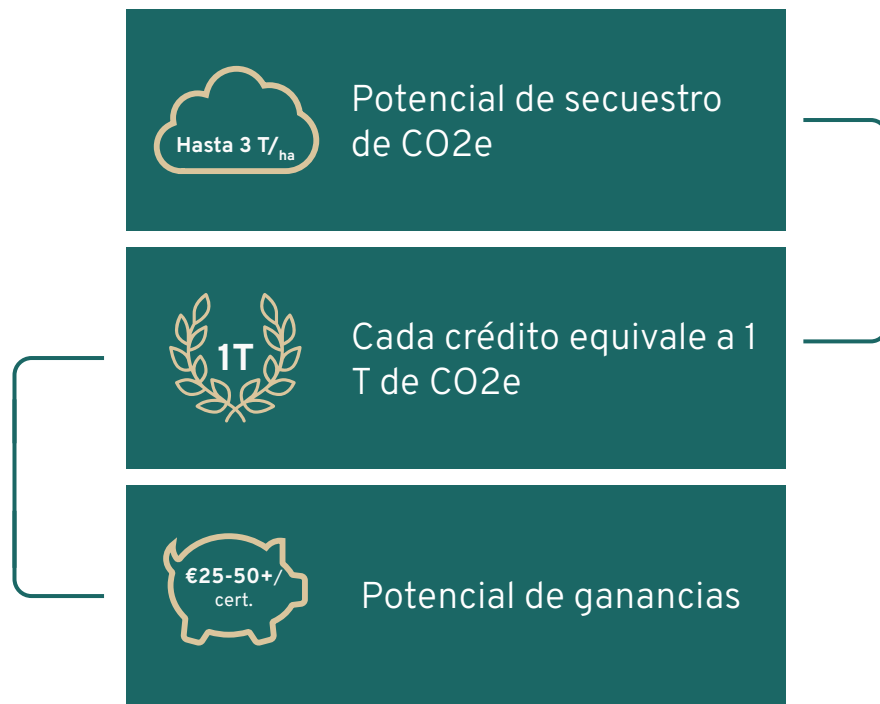 Hasta 3 T/ha
Potencial de secuestro
de CO2e
1T
Cada crédito equivale a 1
T de CO2e
€25-50+/
cert.
Potencial de ganancias